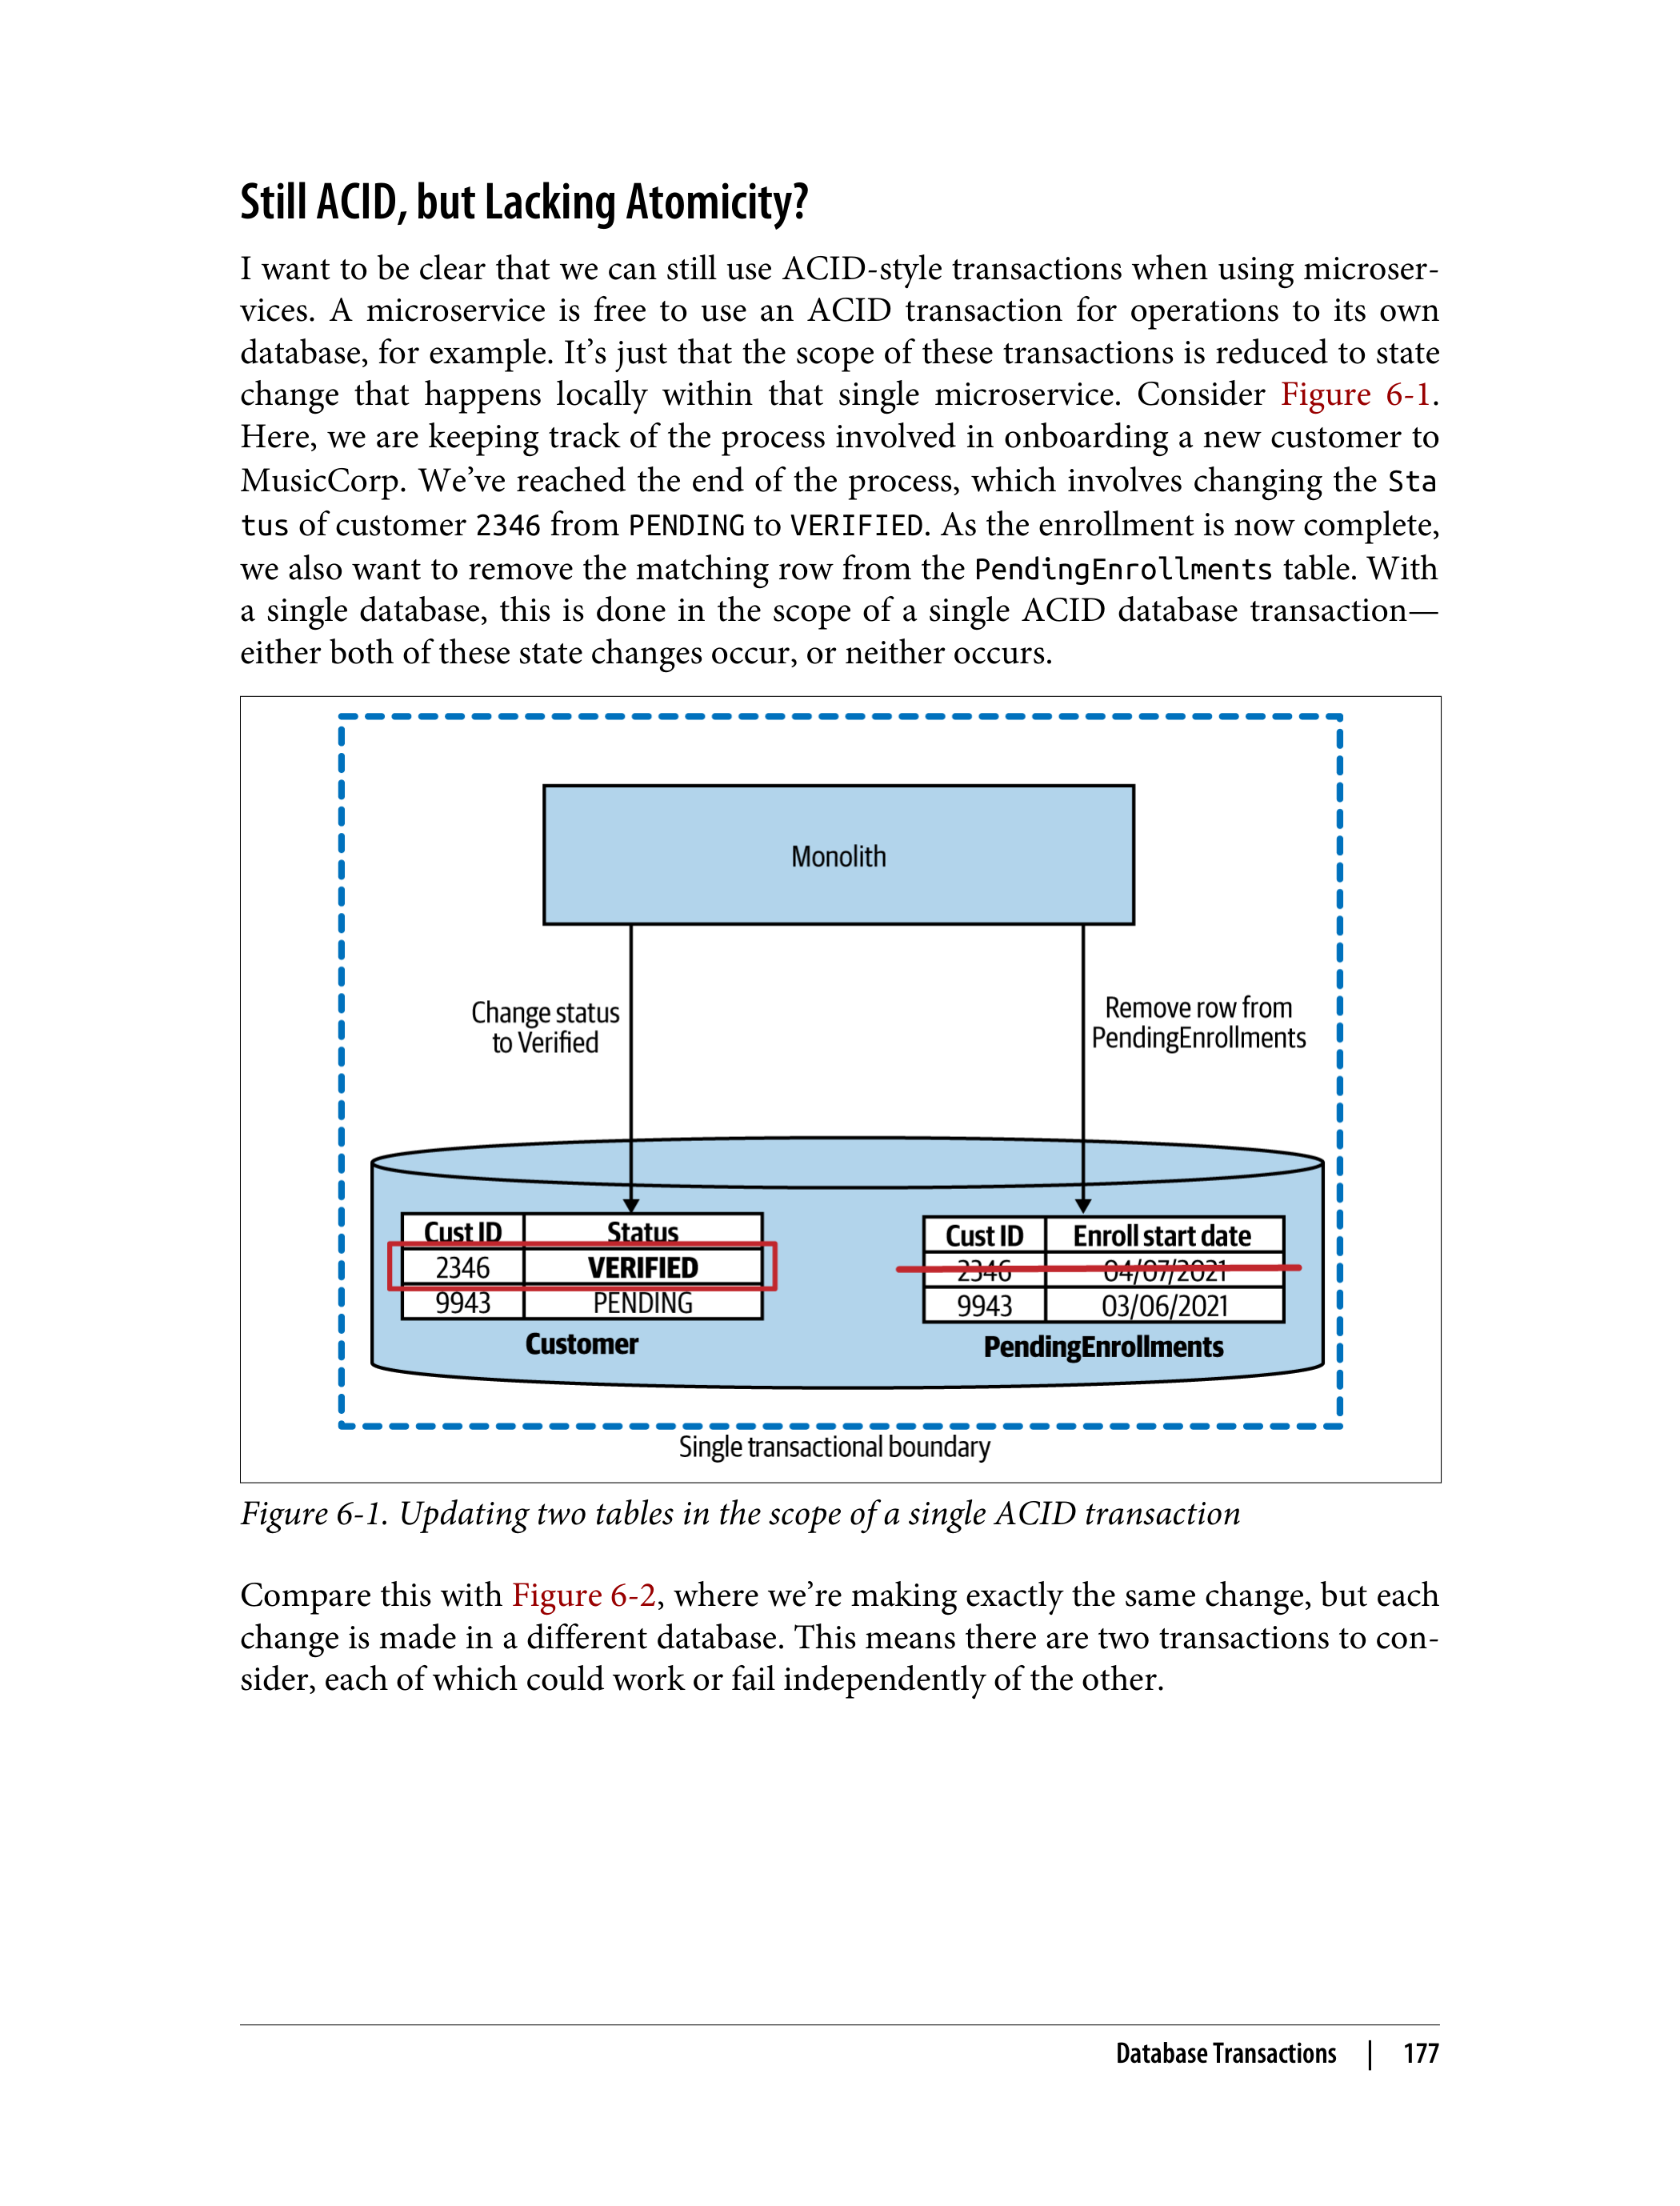 Still ACID, but Lacking Atomicity?
I want to be clear that we can still use ACID-style transactions when using microser-
vices. A microservice is free to use an ACID transaction for operations to its own
database, for example. It’s just that the scope of these transactions is reduced to state
change that happens locally within that single microservice. Consider Figure 6-1.
Here, we are keeping track of the process involved in onboarding a new customer to
MusicCorp. We’ve reached the end of the process, which involves changing the Sta
tus of customer 2346 from PENDING to VERIFIED. As the enrollment is now complete,
we also want to remove the matching row from the PendingEnrollments table. With
a single database, this is done in the scope of a single ACID database transaction—
either both of these state changes occur, or neither occurs.
Monolith
Change status
to Verified
Remove row from
PendingEnrollments
Cust ID Status
2346 VERIFIED
9943 PENDING
Customer
Cust ID Enroll start date
2346 04/07/2021
9943 03/06/2021
PendingEnrollments
Single transactional boundary
Figure 6-1. Updating two tables in the scope of a single ACID transaction
Compare this with Figure 6-2, where we’re making exactly the same change, but each
change is made in a different database. This means there are two transactions to con-
sider, each of which could work or fail independently of the other.
Database Transactions | 177